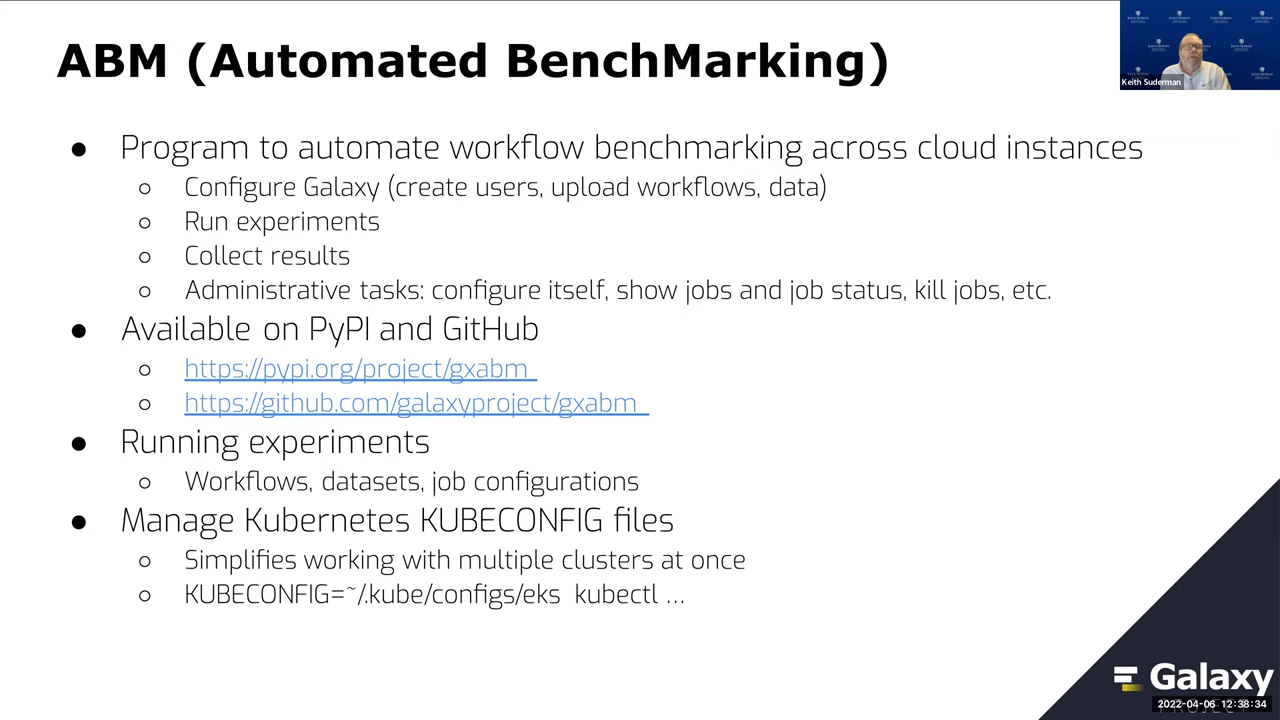 ABM (Automated BenchMarking)
Keith Suderman
● Program to automate workflow benchmarking across cloud instances
○ Configure Galaxy (create users, upload workflows, data)
○ Run experiments
○ Collect results
○ Administrative tasks: configure itself, show jobs and job status, kill jobs, etc.
● Available on PyPI and GitHub
○ https://pypi.org/project/gxabm
○ https://github.com/galaxyproject/gxabm
● Running experiments
○ Workflows, datasets, job configurations
● Manage Kubernetes KUBECONFIG files
○ Simplifies working with multiple clusters at once
○ KUBECONFIG=~/.kube/configs/eks  kubectl …
Galaxy
2022-04-06 12:38:34